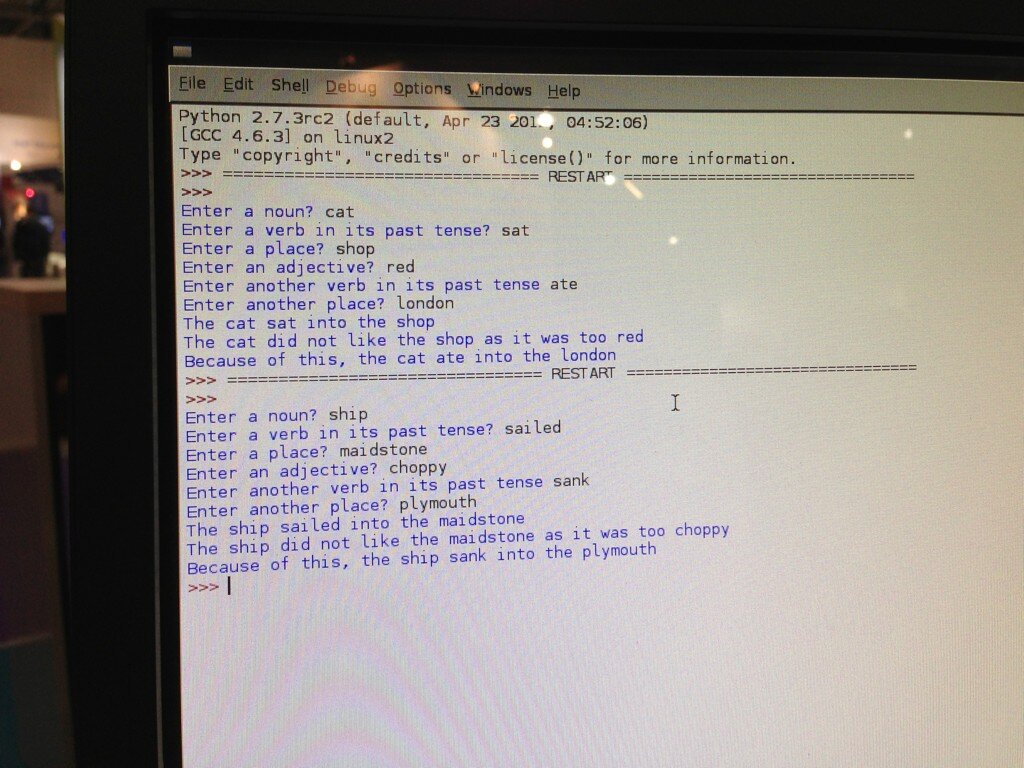 File Edit Shell Debug Options Windows Help
Python 2.7.3rc2 (default, Apr 23 04:52:06)
[GCC 4.6.3] on linux2
Type "copyright", "credits" or "license()" for more information.
>>> ================================ RESTART ================================
>>>
Enter a noun? cat
Enter a verb in its past tense? sat
Enter a place? shop
Enter an adjective? red
Enter another verb in its past tense ate
Enter another place? london
The cat sat into the shop
The cat did not like the shop as it was too red
Because of this, the cat ate into the london
>>> ================================ RESTART ================================
>>>
Enter a noun? ship
Enter a verb in its past tense? sailed
Enter a place? maidstone
Enter an adjective? choppy
Enter another verb in its past tense sank
Enter another place? plymouth
The ship sailed into the maidstone
The ship did not like the maidstone as it was too choppy
Because of this, the ship sank into the plymouth
>>>